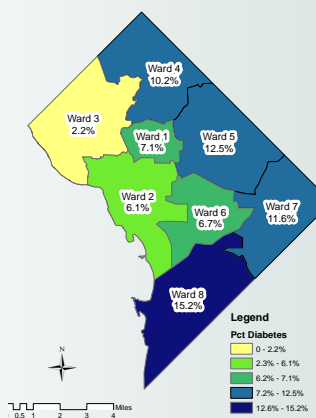 Ward 4
10.2%
Ward 3
2.2%
Ward 1
7.1%
Ward 5
12.5%
Ward 2
6.1%
Ward 6
6.7%
Ward 7
11.6%
Ward 8
15.2%
Legend
Pct Diabetes
0 - 2.2%
2.3% - 6.1%
6.2% - 7.1%
7.2% - 12.5%
12.6% - 15.2%
N
0 0.5 1 2 3 4 Miles